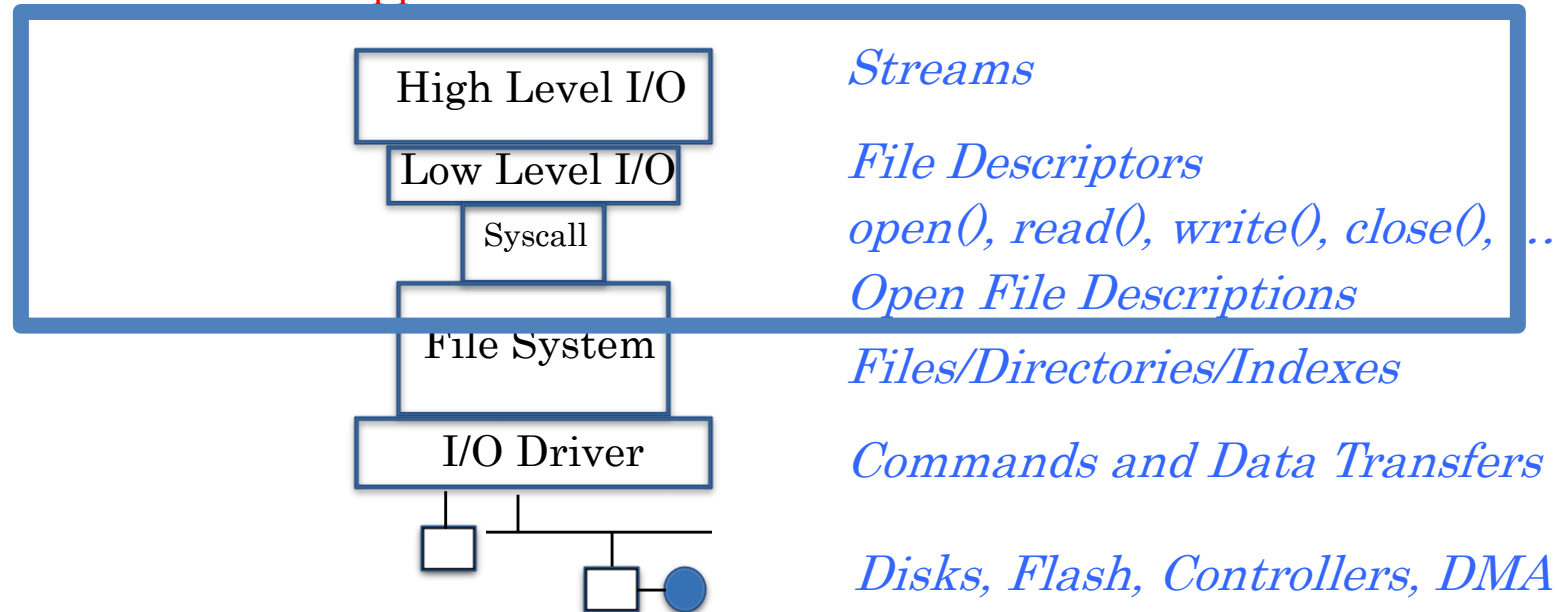 High Level I/O
Streams
Low Level I/O
File Descriptors
Syscall
open(), read(), write(), close(), …
Open File Descriptions
File System
Files/Directories/Indexes
I/O Driver
Commands and Data Transfers
Disks, Flash, Controllers, DMA